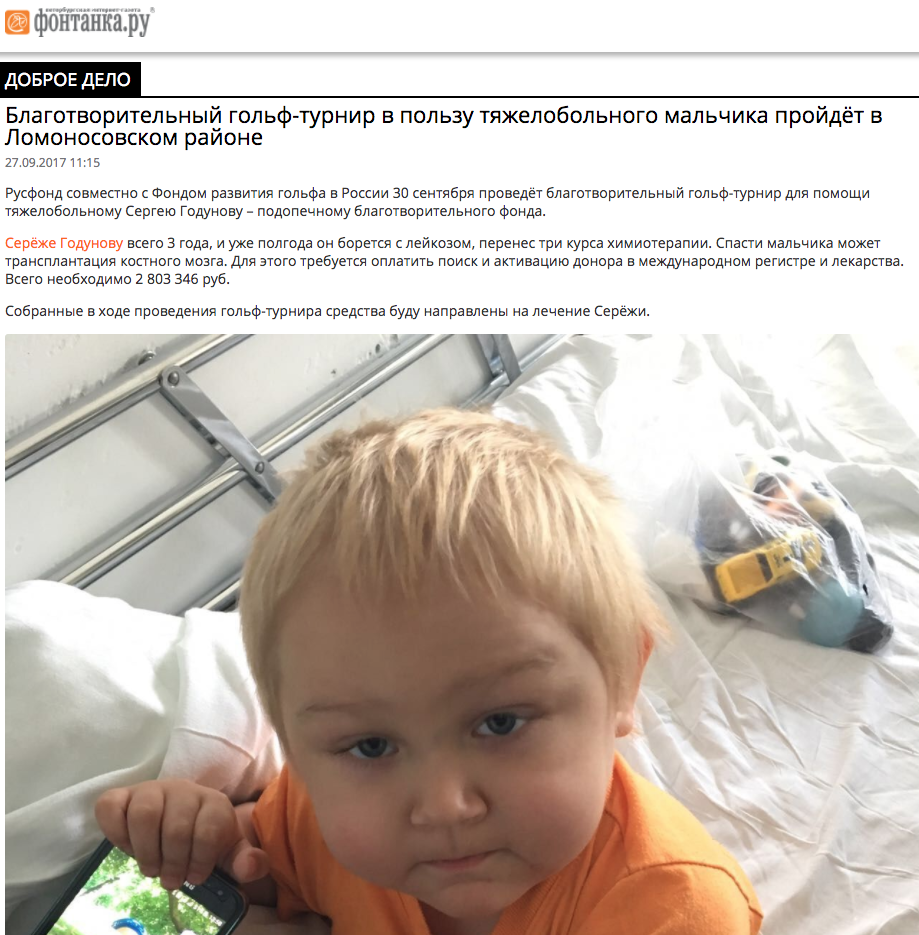 петербургская интернет-газета
фонтанка.ру®
ДОБРОЕ ДЕЛО
Благотворительный гольф-турнир в пользу тяжелобольного мальчика пройдёт в
Ломоносовском районе
27.09.2017 11:15
Русфонд совместно с Фондом развития гольфа в России 30 сентября проведёт благотворительный гольф-турнир для помощи
тяжелобольному Сергею Годунову – подопечному благотворительного фонда.
Серёже Годунову всего 3 года, и уже полгода он борется с лейкозом, перенес три курса химиотерапии. Спасти мальчика может
трансплантация костного мозга. Для этого требуется оплатить поиск и активацию донора в международном регистре и лекарства.
Всего необходимо 2 803 346 руб.
Собранные в ходе проведения гольф-турнира средства буду направлены на лечение Серёжи.